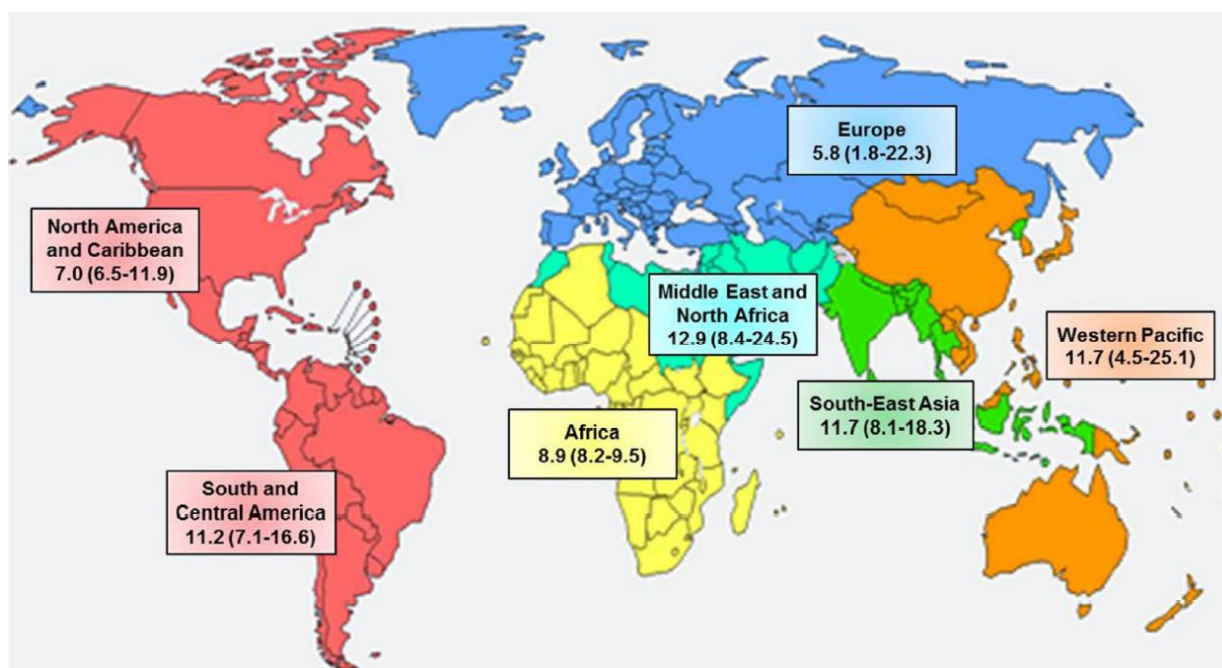 Europe
5.8 (1.8-22.3)
North America
and Caribbean
7.0 (6.5-11.9)
Middle East and
North Africa
12.9 (8.4-24.5)
Western Pacific
11.7 (4.5-25.1)
South-East Asia
11.7 (8.1-18.3)
Africa
8.9 (8.2-9.5)
South and
Central America
11.2 (7.1-16.6)